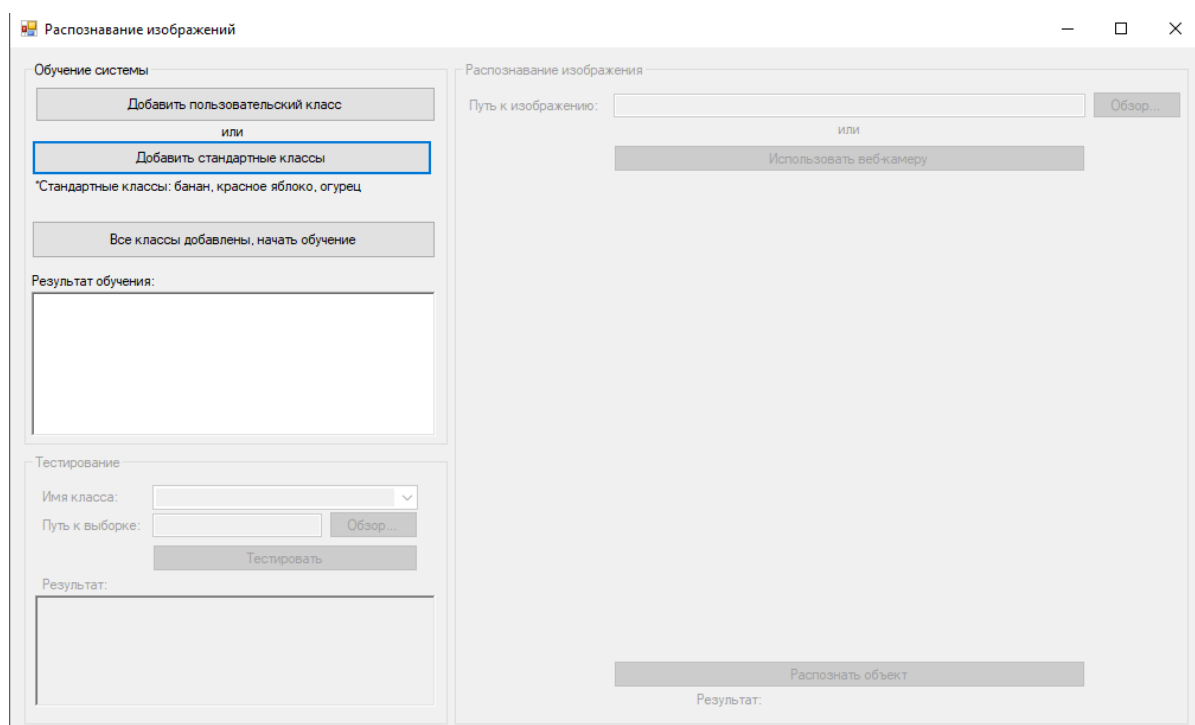 Распознавание изображений
Обучение системы
Добавить пользовательский класс
или
Добавить стандартные классы
*Стандартные классы: банан, красное яблоко, огурец
Все классы добавлены, начать обучение
Результат обучения:
Тестирование
Имя класса:
Путь к выборке:
Обзор...
Тестировать
Результат:
Распознавание изображения
Путь к изображению:
Обзор...
или
Использовать веб-камеру
Распознать объект
Результат: